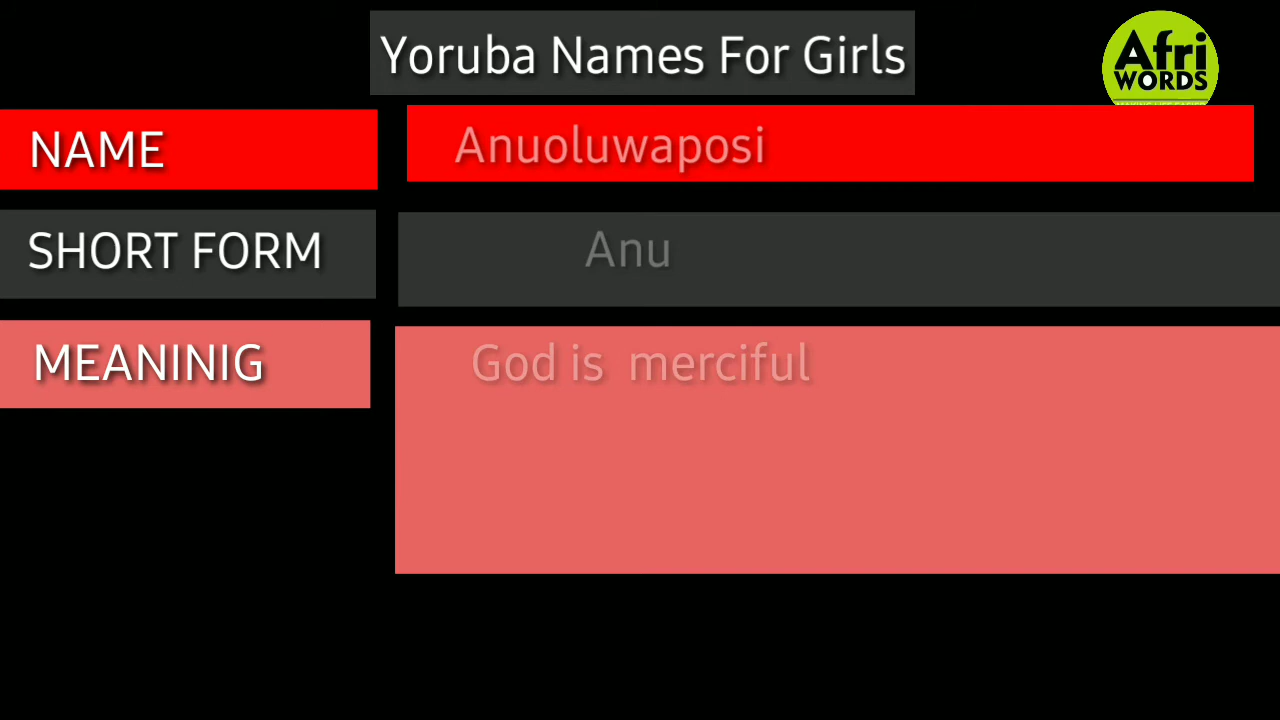 Yoruba Names For Girls
Afri
WORDS
NAME
Anuoluwaposi
SHORT FORM
Anu
MEANINIG
God is merciful